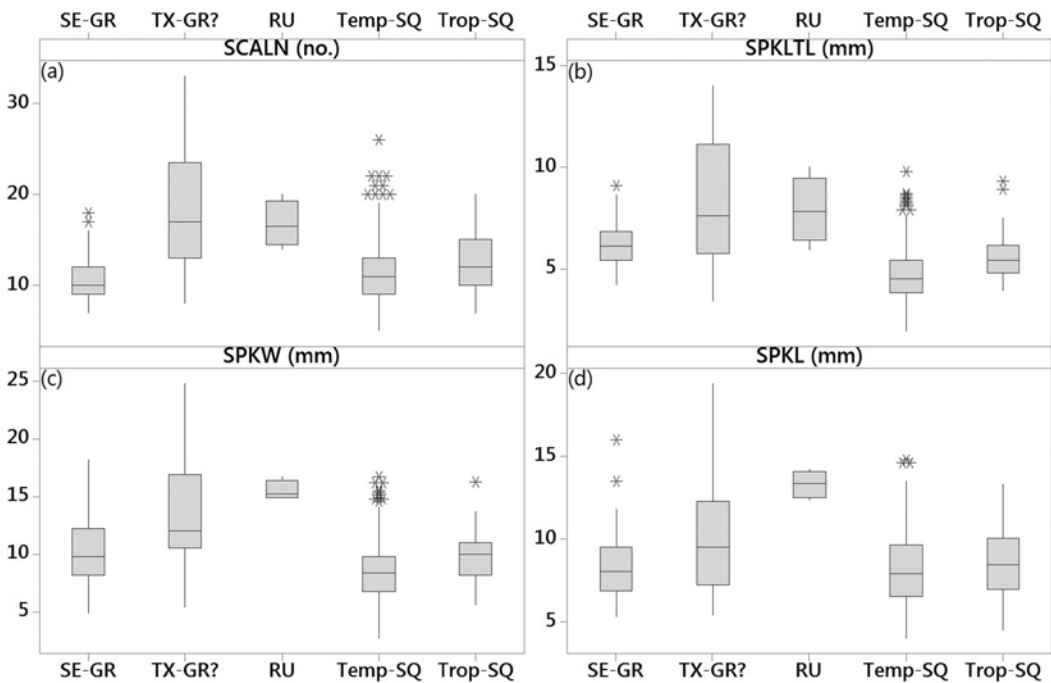 SE-GR TX-GR? RU Temp-SQ Trop-SQ SE-GR TX-GR? RU Temp-SQ Trop-SQ
SCALN (no.)
(a)
30
20
10
SPKLTL (mm)
(b)
15
10
5
SPKW (mm)
(c)
25
20
15
10
5
SPKL (mm)
(d)
20
15
10
5
SE-GR TX-GR? RU Temp-SQ Trop-SQ SE-GR TX-GR? RU Temp-SQ Trop-SQ